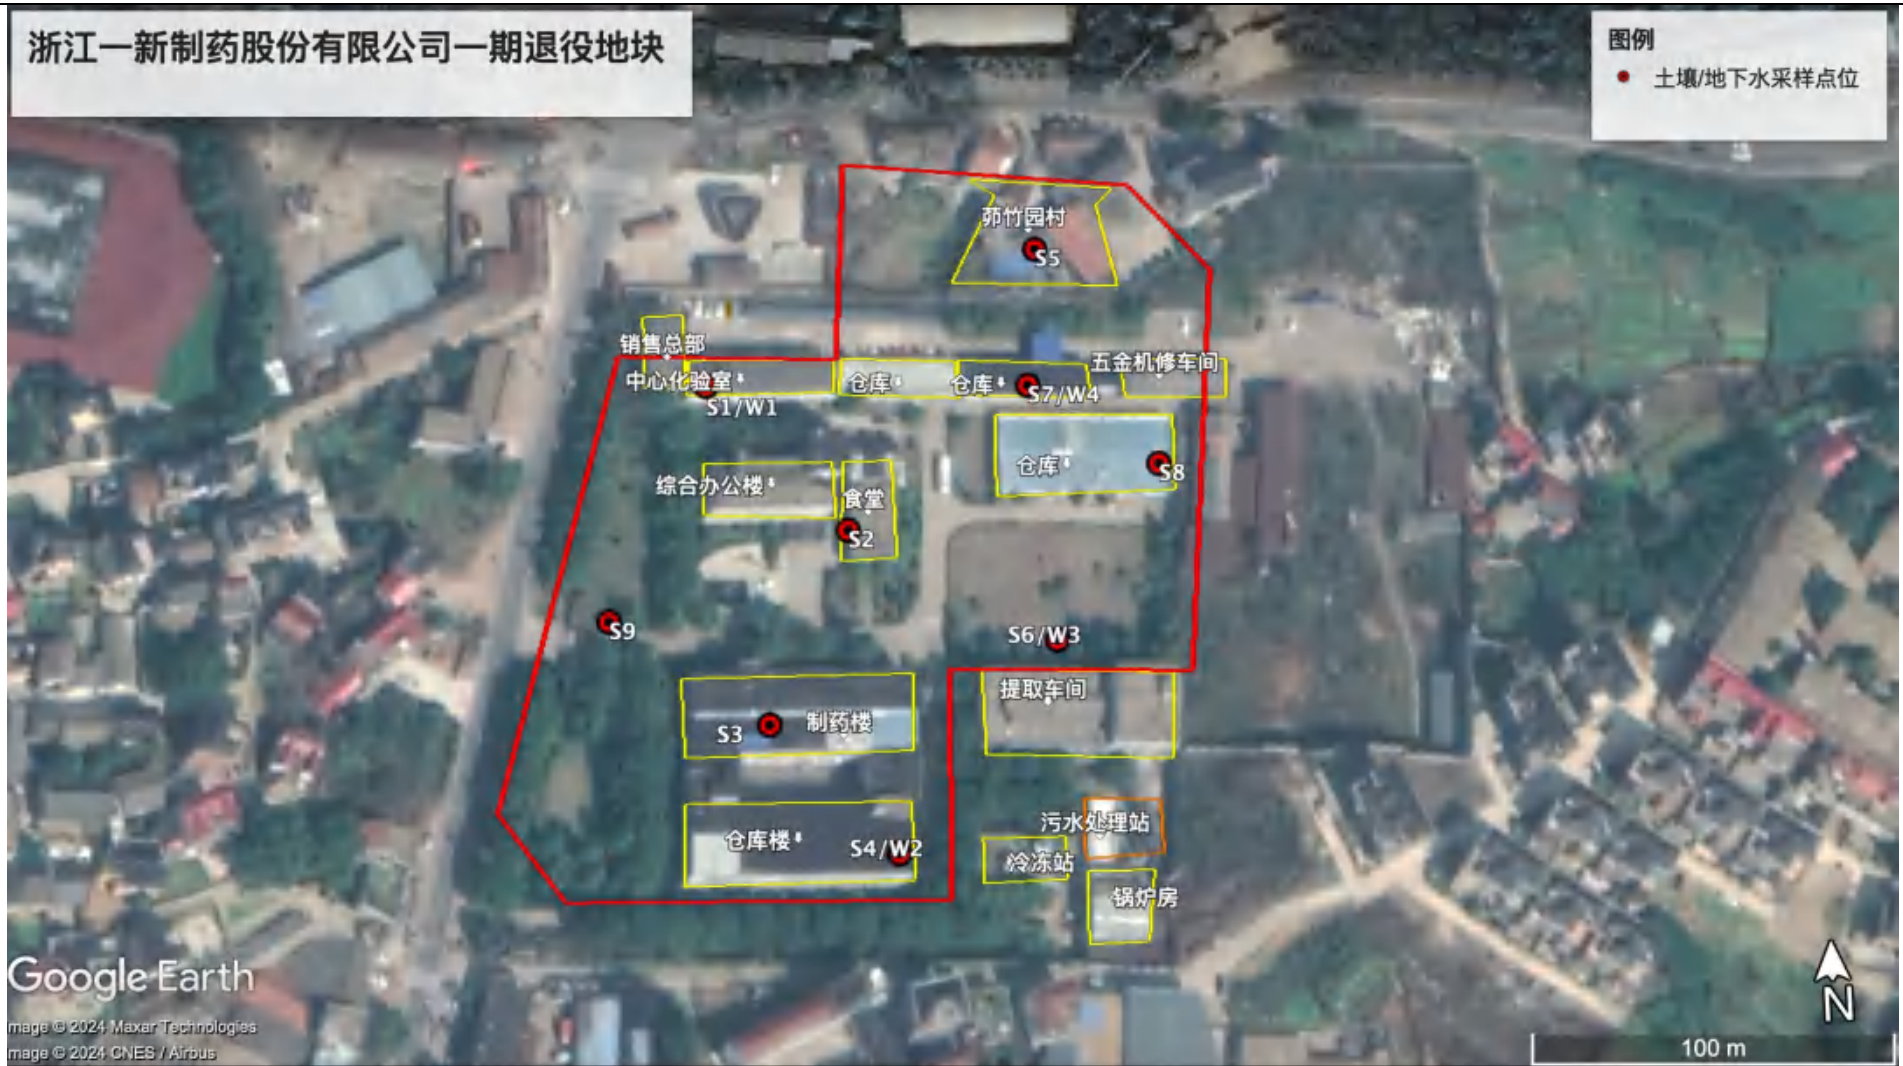 浙江一新制药股份有限公司一期退役地块
图例
土壤/地下水采样点位
茆竹园村
S5
销售总部
中心化验室
S1/W1
仓库
仓库
S7/W4
五金机修车间
仓库
S8
综合办公楼
食堂
S2
S9
S6/W3
提取车间
S3
制药楼
仓库楼
S4/W2
污水处理站
冷冻站
锅炉房
Google Earth
mage © 2024 Maxar Technologies
mage © 2024 CNES / Airbus
N
100 m